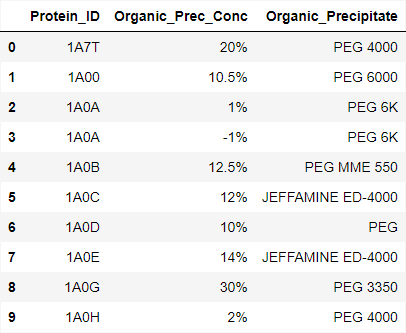 Protein_ID Organic_Prec_Conc Organic_Precipitate
0 1A7T 20% PEG 4000
1 1A00 10.5% PEG 6000
2 1A0A 1% PEG 6K
3 1A0A -1% PEG 6K
4 1A0B 12.5% PEG MME 550
5 1A0C 12% JEFFAMINE ED-4000
6 1A0D 10% PEG
7 1A0E 14% JEFFAMINE ED-4000
8 1A0G 30% PEG 3350
9 1A0H 2% PEG 4000